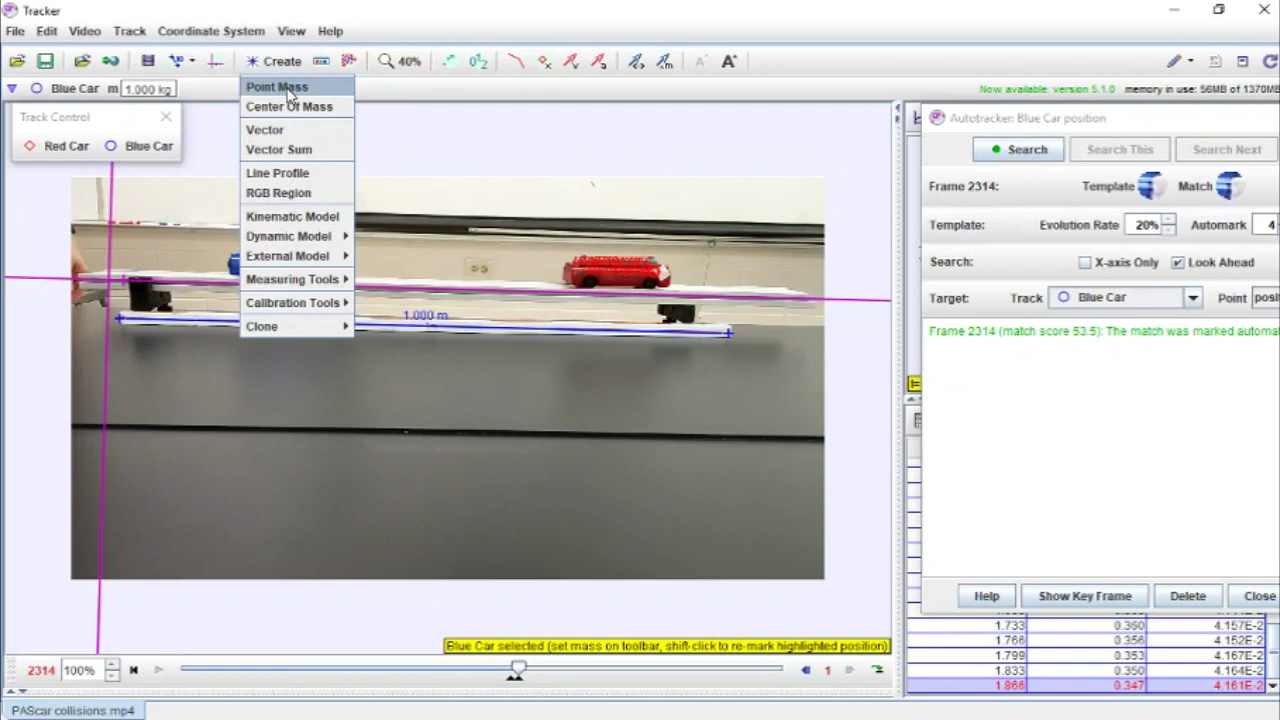 Tracker
File Edit Video Track Coordinate System View Help
Create 40%
Blue Car m 1.000 kg
Now available: version 5.1.0 memory in use: 56MB of 1370MB
Point Mass
Center Of Mass
Vector
Vector Sum
Line Profile
RGB Region
Kinematic Model
Dynamic Model
External Model
Measuring Tools
Calibration Tools
Clone
Track Control
Red Car Blue Car
1.000 m
Autotracker: Blue Car position
Search Search This Search Next
Frame 2314: Template Match
Template: Evolution Rate 20% Automark 4
Search: X-axis Only Look Ahead
Target: Track Blue Car Point posi
Frame 2314 (match score 53.5): The match was marked automa
Help Show Key Frame Delete Close
1.733 0.360 4.157E-2
1.766 0.356 4.152E-2
1.799 0.353 4.167E-2
1.833 0.350 4.164E-2
1.866 0.347 4.161E-2
Blue Car selected (set mass on toolbar, shift-click to re-mark highlighted position)
2314 100% 1
PAScar collisions.mp4